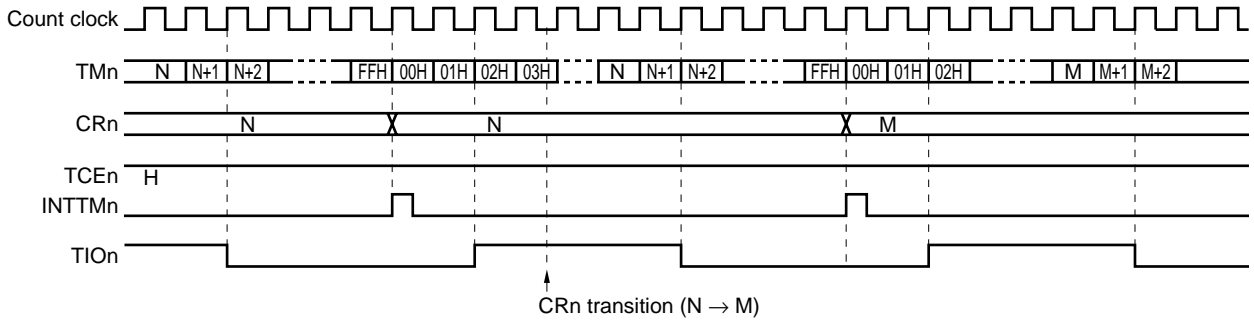 Count clock
TMn N N+1 N+2 FFH 00H 01H 02H 03H N N+1 N+2 FFH 00H 01H 02H M M+1 M+2
CRn N N M
TCEn H
INTTMn
TIOn
CRn transition (N → M)